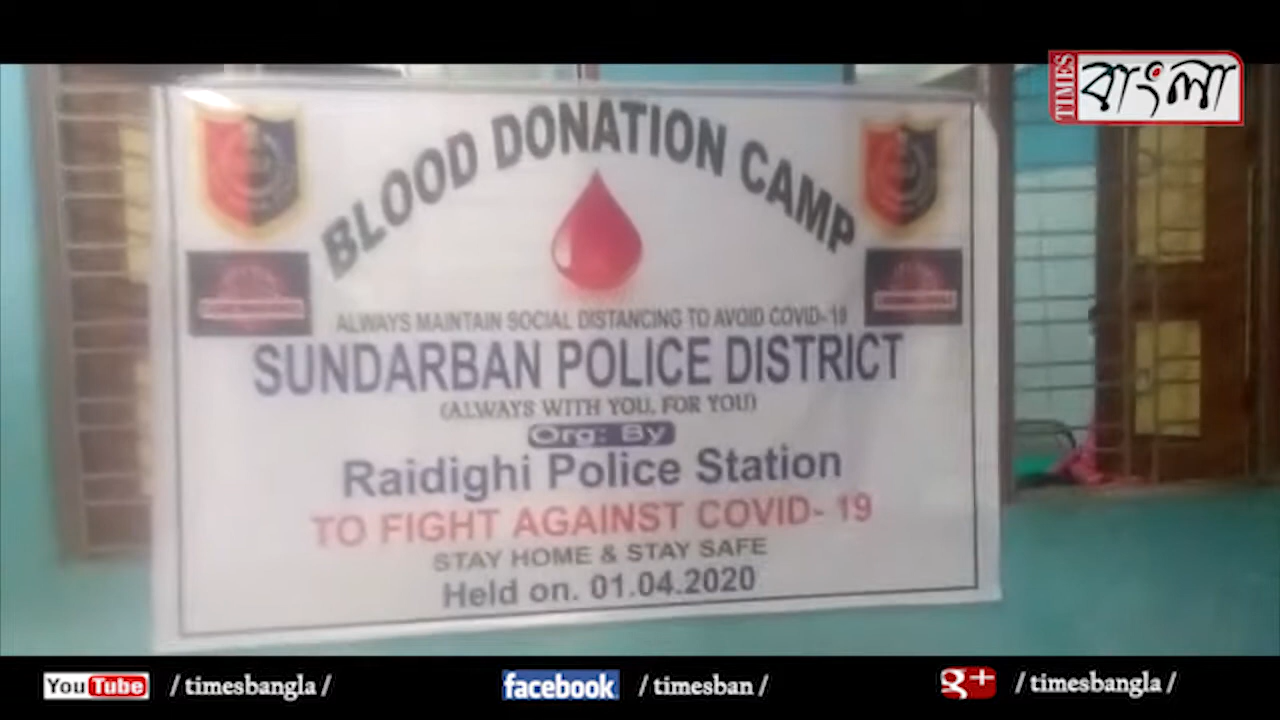 TIMES বাংলা
BLOOD DONATION CAMP
ALWAYS MAINTAIN SOCIAL DISTANCING TO AVOID COVID-19
SUNDARBAN POLICE DISTRICT
(ALWAYS WITH YOU, FOR YOU)
Org: By
Raidighi Police Station
TO FIGHT AGAINST COVID- 19
STAY HOME & STAY SAFE
Held on. 01.04.2020
YouTube /timesbangla/
facebook /timesban/
g+ /timesbangla/